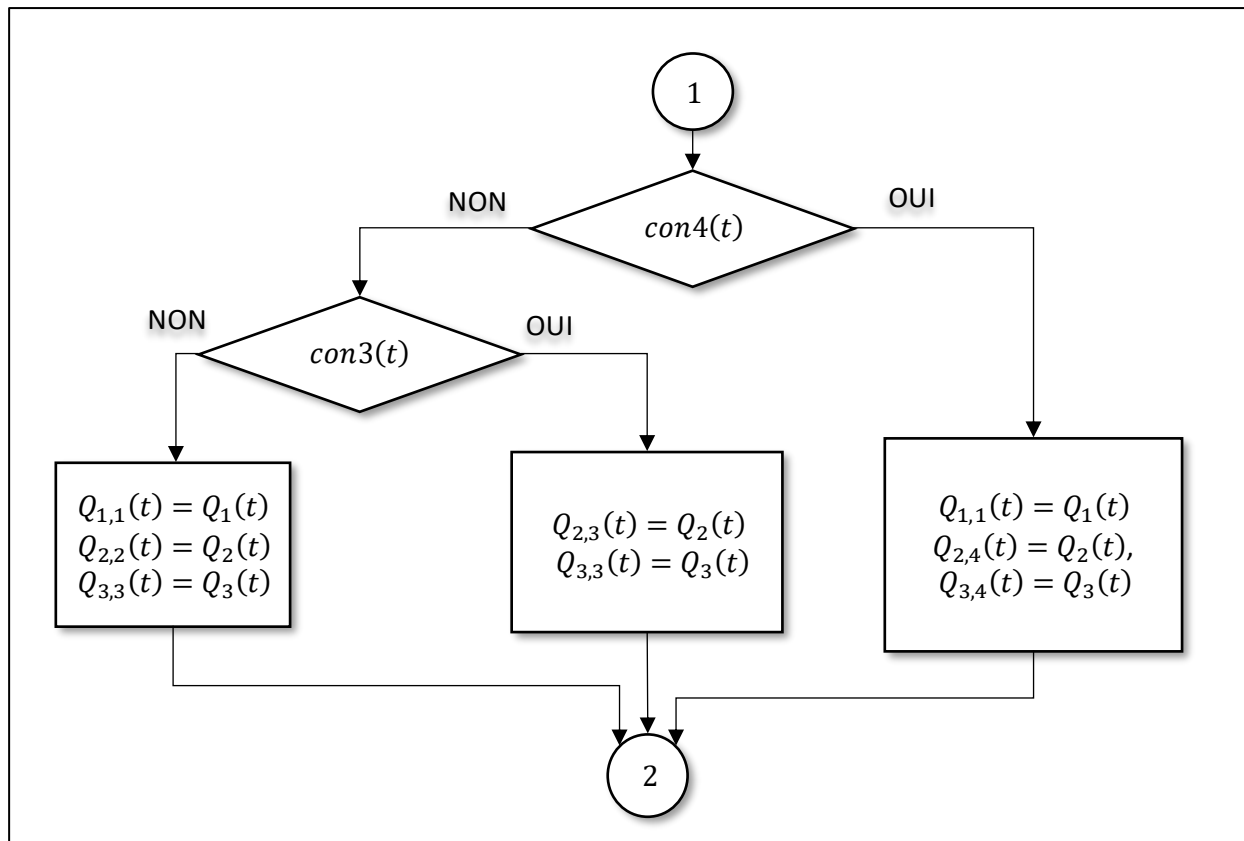 1
NON
OUI
con4(t)
NON
OUI
con3(t)
Q₁,₁(t) = Q₁(t)
Q₂,₂(t) = Q₂(t)
Q₃,₃(t) = Q₃(t)
Q₂,₃(t) = Q₂(t)
Q₃,₃(t) = Q₃(t)
Q₁,₁(t) = Q₁(t)
Q₂,₄(t) = Q₂(t),
Q₃,₄(t) = Q₃(t)
2